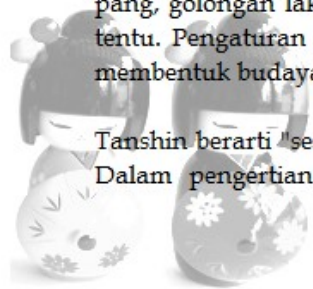 pang, golongan lak
tentu. Pengaturan
membentuk budaya
Tanshin berarti "se
Dalam pengertian